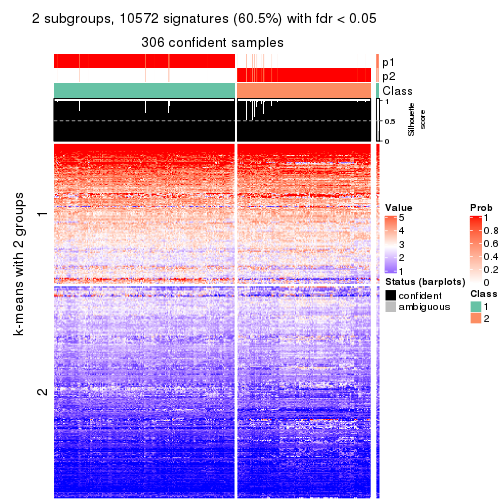 2 subgroups, 10572 signatures (60.5%) with fdr < 0.05
306 confident samples
p1
p2
Class
1
0.5
0
Silhouette
score
k-means with 2 groups
1
2
Value
5
4
3
2
1
Prob
1
0.8
0.6
0.4
0.2
0
Status (barplots)
confident
ambiguous
Class
1
2